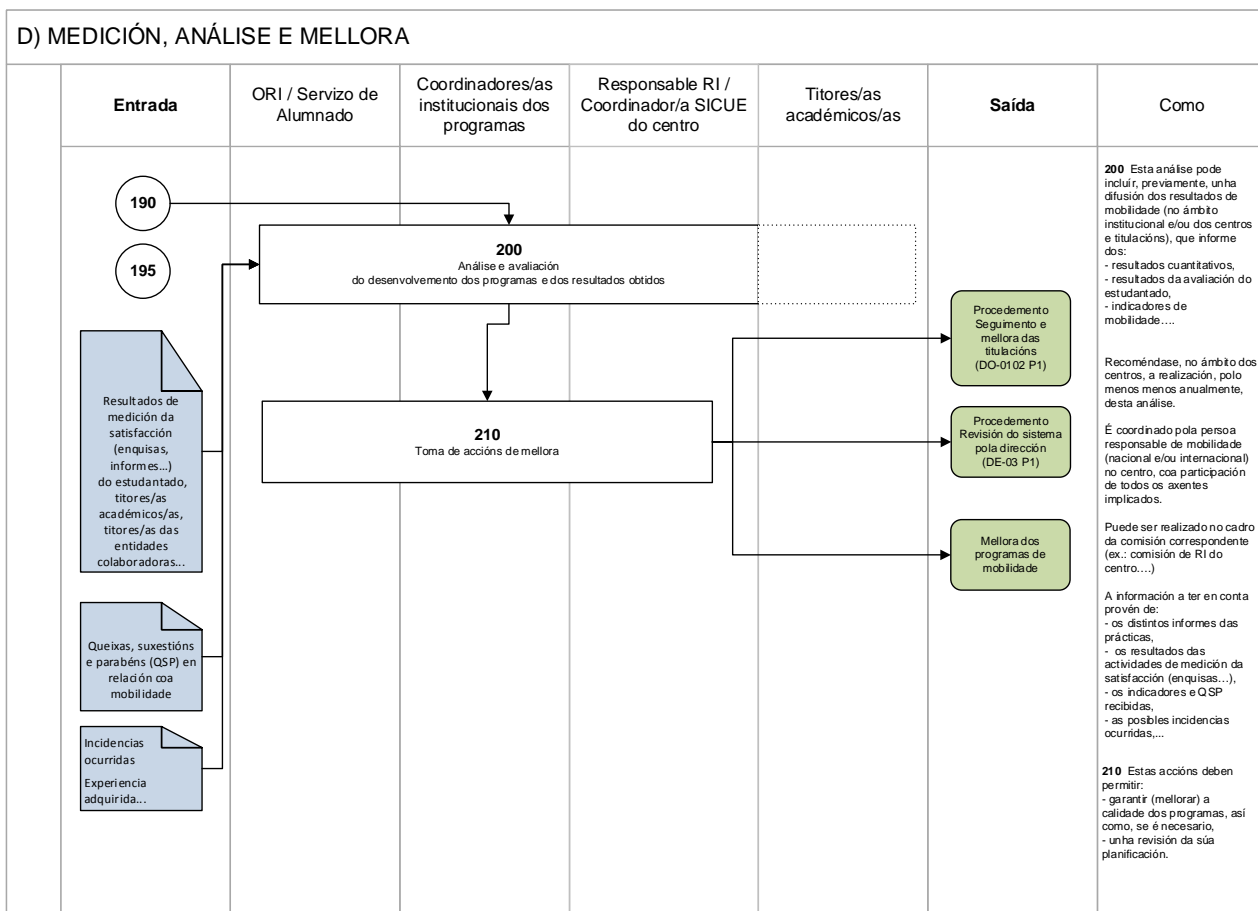 D) MEDICIÓN, ANÁLISE E MELLORA
Entrada
ORI / Servizo de
Alumnado
Coordinadores/as
institucionais dos
programas
Responsable RI /
Coordinador/a SICUE
do centro
Titores/as
académicos/as
Saída
Como
190
195
200
Análise e avaliación
do desenvolvemento dos programas e dos resultados obtidos
210
Toma de accións de mellora
Resultados de
medición da
satisfacción
(enquisas,
informes...)
do estudantado,
titores/as
académicos/as,
titores/as das
entidades
colaboradoras...
Queixas, suxestións
e parabéns (QSP) en
relación coa
mobilidade
Incidencias
ocurridas
Experiencia
adquirida...
Procedemento
Seguimento e
mellora das
titulacións
(DO-0102 P1)
Procedemento
Revisión do sistema
pola dirección
(DE-03 P1)
Mellora dos
programas de
mobilidade
200 Esta análise pode
incluír, previamente, unha
difusión dos resultados de
mobilidade (no ámbito
institucional e/ou dos centros
e titulacións), que informe
dos:
- resultados cuantitativos,
- resultados da avaliación do
estudantado,
- indicadores de
mobilidade....
Recoméndase, no ámbito dos
centros, a realización, polo
menos menos anualmente,
desta análise.
É coordinado pola persoa
responsable de mobilidade
(nacional e/ou internacional)
no centro, coa participación
de todos os axentes
implicados.
Puede ser realizado no cadro
da comisión correspondente
(ex.: comisión de RI do
centro....)
A información a ter en conta
provén de:
- os distintos informes das
prácticas,
- os resultados das
actividades de medición da
satisfacción (enquisas...),
- os indicadores e QSP
recibidas,
- as posibles incidencias
ocurridas,...
210 Estas accións deben
permitir:
- garantir (mellorar) a
calidade dos programas, así
como, se é necesario,
- unha revisión da súa
planificación.